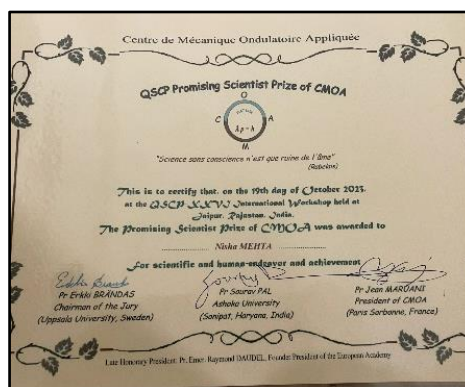 Centre de Mécanique Ondulatoire Appliquée
QSCP Promising Scientist Prize of CMOA
C O A M
"Science sans conscience n'est que ruine de l'âme"
(Rabelais)
This is to certify that, on the 19th day of October 2023,
at the QSCP XXVI International Workshop held at
Jaipur, Rajastan, India.
The Promising Scientist Prize of CMOA was awarded to
Niska MEHTA
For scientific and human endeavor and achievement
Pr Erkki BRÄNDAS
Chairman of the Jury
(Uppsala University, Sweden)
Pr Sourav PAL
Ashoka University
(Sonipat, Haryana, India)
Pr Jean MARUANI
President of CMOA
(Paris Sorbonne, France)
Late Honorary President: Pr. Emer. Raymond DAUDEL, Founder President of the European Academy